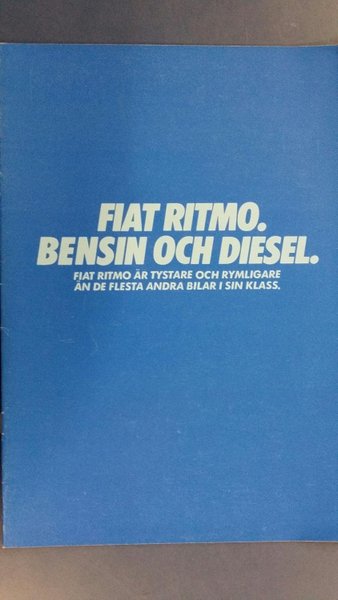 FIAT RITMO.
BENSIN OCH DIESEL.
FIAT RITMO ÄR TYSTARE OCH RYMLIGARE
ÄN DE FLESTA ANDRA BILAR I SIN KLASS.